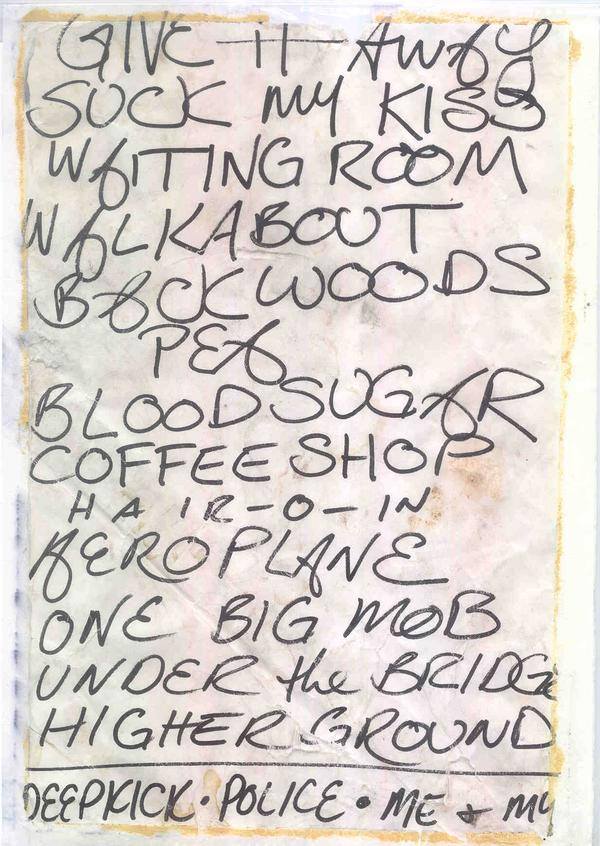 GIVE IT AWAY
SUCK MY KISS
WAITING ROOM
WALKABOUT
BACKWOODS
PEA
BLOODSUGAR
COFFEE SHOP
HAIR-O-IN
AEROPLANE
ONE BIG MOB
UNDER the BRIDGE
HIGHER GROUND
DEEPKICK • POLICE • ME + MY